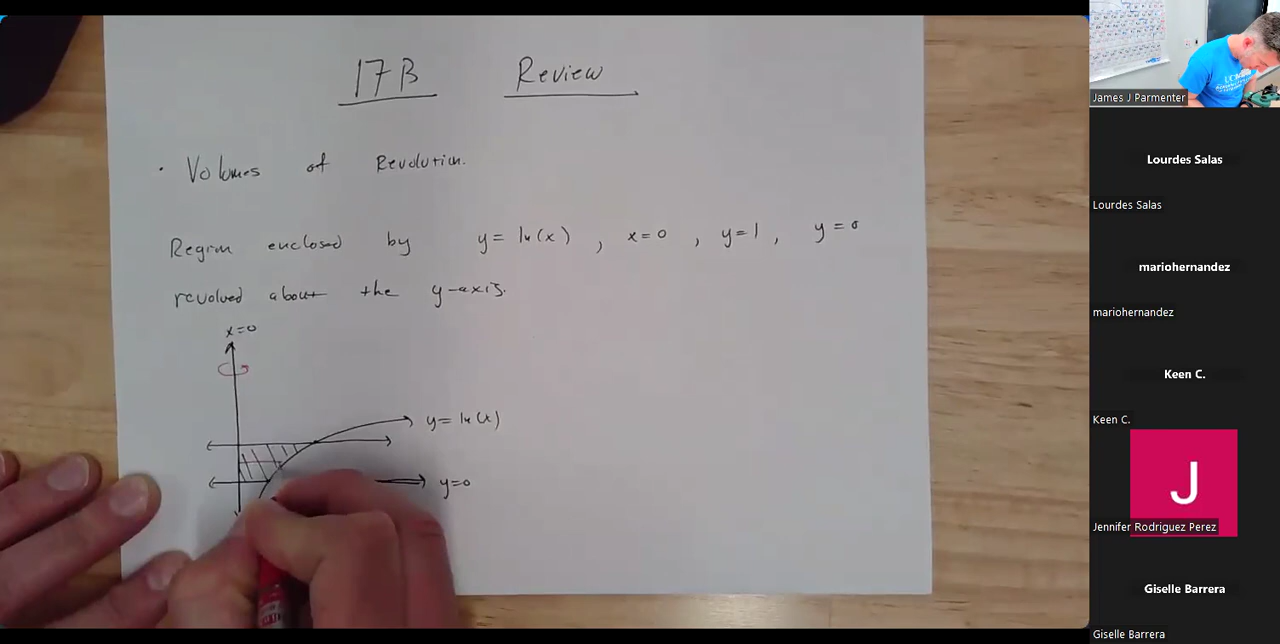 17B Review
• Volumes of Revolution.
Region enclosed by y = ln(x), x=0, y=1, y=0
revolved about the y-axis.
x=0
y=ln(x)
y=0
James J Parmenter
Lourdes Salas
Lourdes Salas
mariohernandez
mariohernandez
Keen C.
Keen C.
J
Jennifer Rodriguez Perez
Giselle Barrera
Giselle Barrera